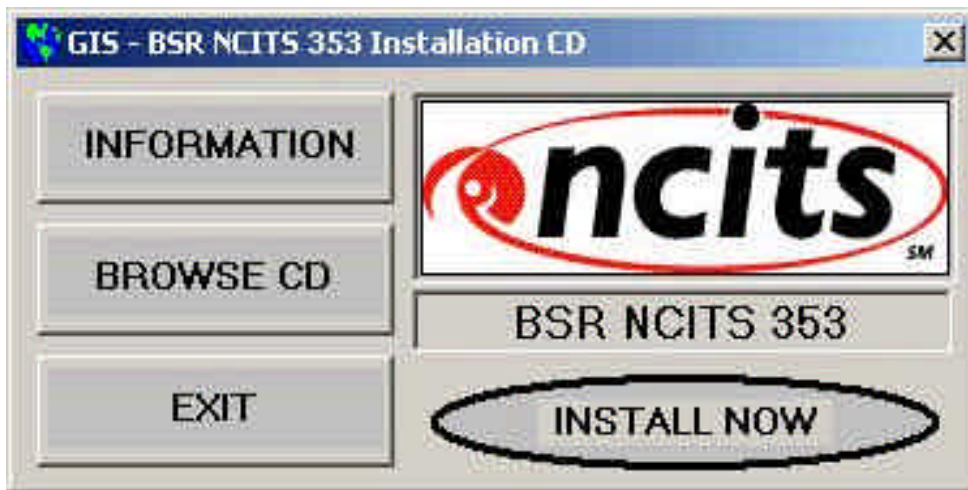 GIS - BSR NCITS 353 Installation CD
INFORMATION
ncits
SM
BROWSE CD
BSR NCITS 353
EXIT
INSTALL NOW